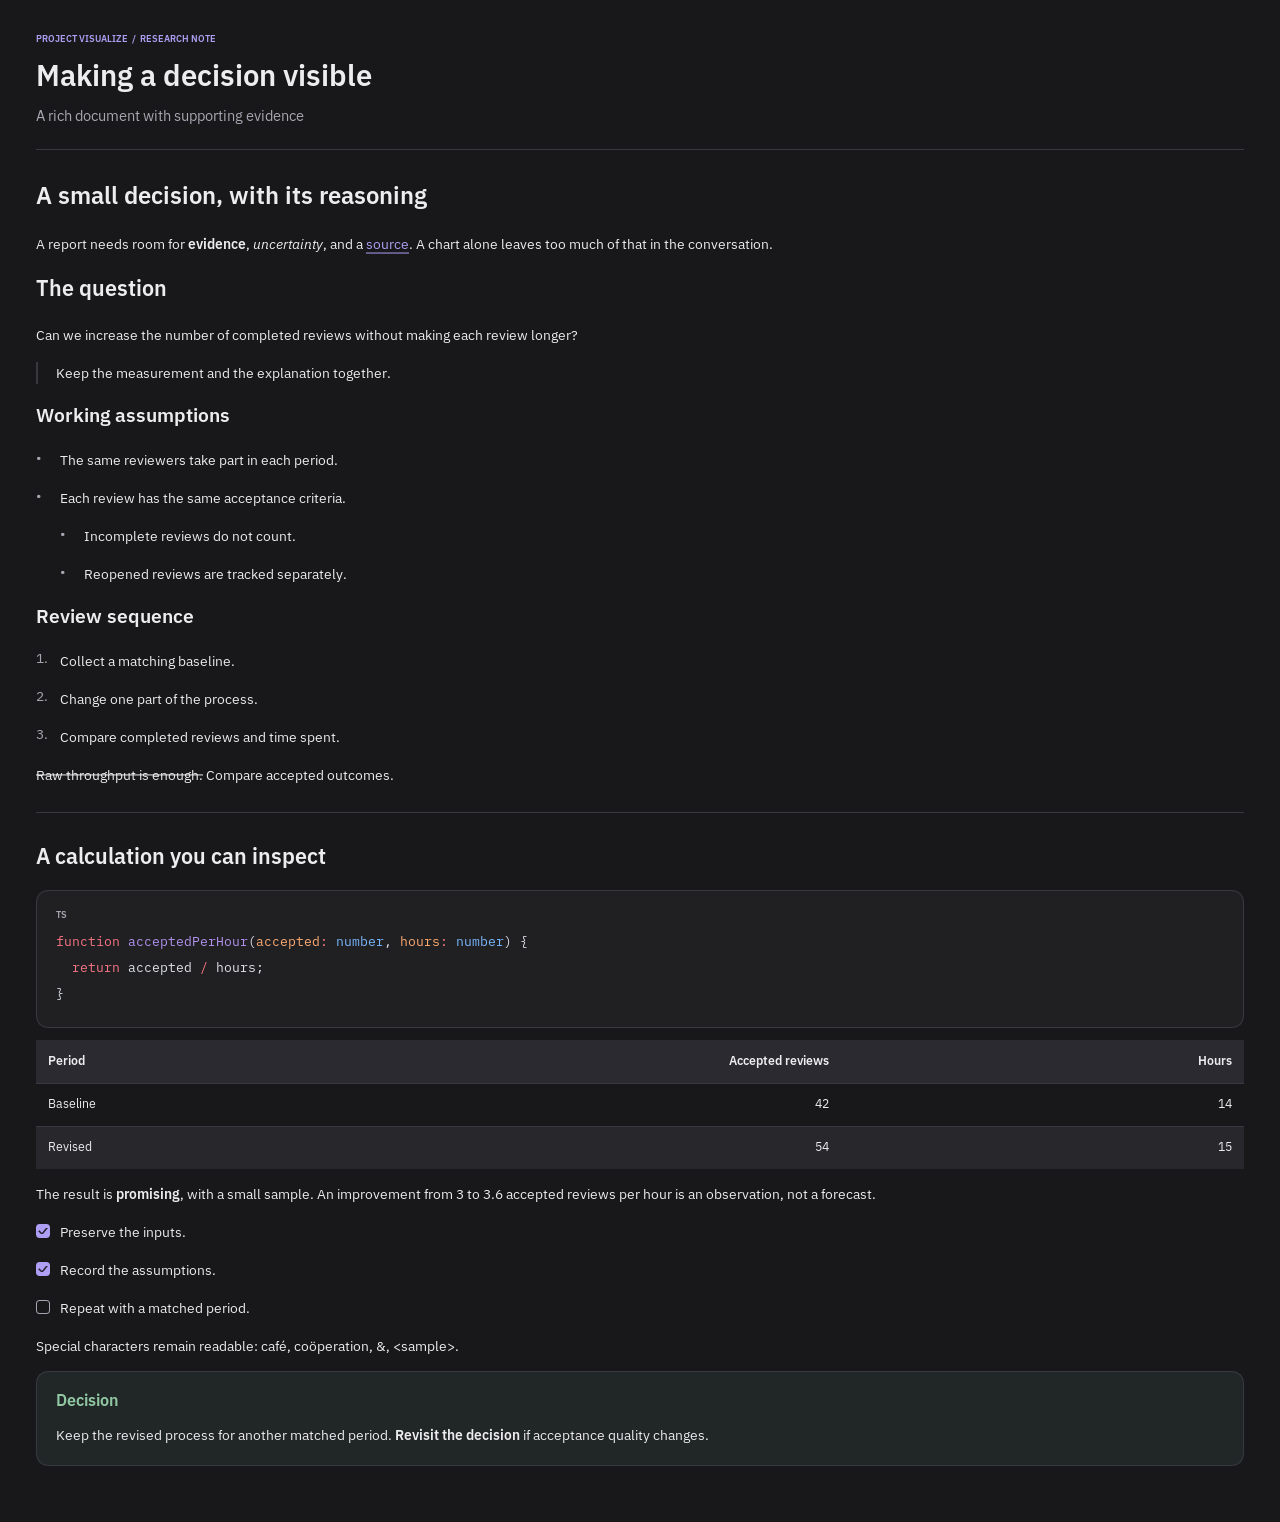 PROJECT VISUALIZE / RESEARCH NOTE
Making a decision visible
A rich document with supporting evidence
A small decision, with its reasoning
A report needs room for evidence, uncertainty, and a source. A chart alone leaves too much of that in the conversation.
The question
Can we increase the number of completed reviews without making each review longer?
Keep the measurement and the explanation together.
Working assumptions
• The same reviewers take part in each period.
• Each review has the same acceptance criteria.
• Incomplete reviews do not count.
• Reopened reviews are tracked separately.
Review sequence
1. Collect a matching baseline.
2. Change one part of the process.
3. Compare completed reviews and time spent.
Raw throughput is enough. Compare accepted outcomes.
A calculation you can inspect
TS
function acceptedPerHour(accepted: number, hours: number) {
  return accepted / hours;
}
Period Accepted reviews Hours
Baseline 42 14
Revised 54 15
The result is promising, with a small sample. An improvement from 3 to 3.6 accepted reviews per hour is an observation, not a forecast.
Preserve the inputs.
Record the assumptions.
Repeat with a matched period.
Special characters remain readable: café, coöperation, &, <sample>.
Decision
Keep the revised process for another matched period. Revisit the decision if acceptance quality changes.